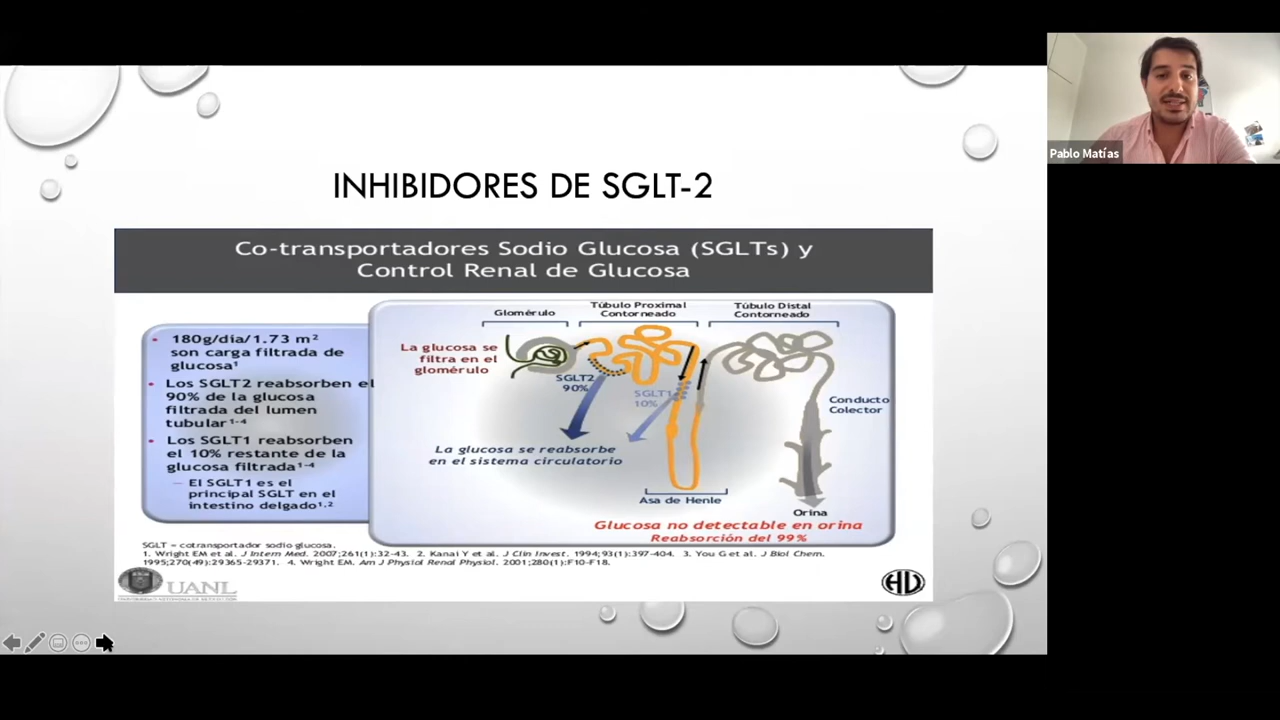 INHIBIDORES DE SGLT-2
Co-transportadores Sodio Glucosa (SGLTs) y
Control Renal de Glucosa
• 180g/día/1.73 m²
son carga filtrada de
glucosa¹
• Los SGLT2 reabsorben el
90% de la glucosa
filtrada del lumen
tubular¹⁻⁴
• Los SGLT1 reabsorben
el 10% restante de la
glucosa filtrada¹⁻⁴
– El SGLT1 es el
principal SGLT en el
intestino delgado¹,²
Glomérulo
Túbulo Proximal
Contorneado
Túbulo Distal
Contorneado
La glucosa se
filtra en el
glomérulo
SGLT2
90%
SGLT1
10%
Conducto
Colector
La glucosa se reabsorbe
en el sistema circulatorio
Asa de Henle
Orina
Glucosa no detectable en orina
Reabsorción del 99%
SGLT = cotransportador sodio glucosa.
1. Wright EM et al. J Intern Med. 2007;261(1):32-43. 2. Kanai Y et al. J Clin Invest. 1994;93(1):397-404. 3. You G et al. J Biol Chem.
1995;270(49):29365-29371. 4. Wright EM. Am J Physiol Renal Physiol. 2001;280(1):F10-F18.
UANL
HU
Pablo Matías